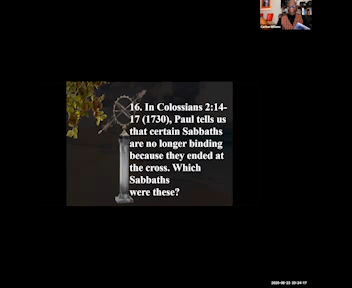 16. In Colossians 2:14-
17 (1730), Paul tells us
that certain Sabbaths
are no longer binding
because they ended at
the cross. Which
Sabbaths
were these?